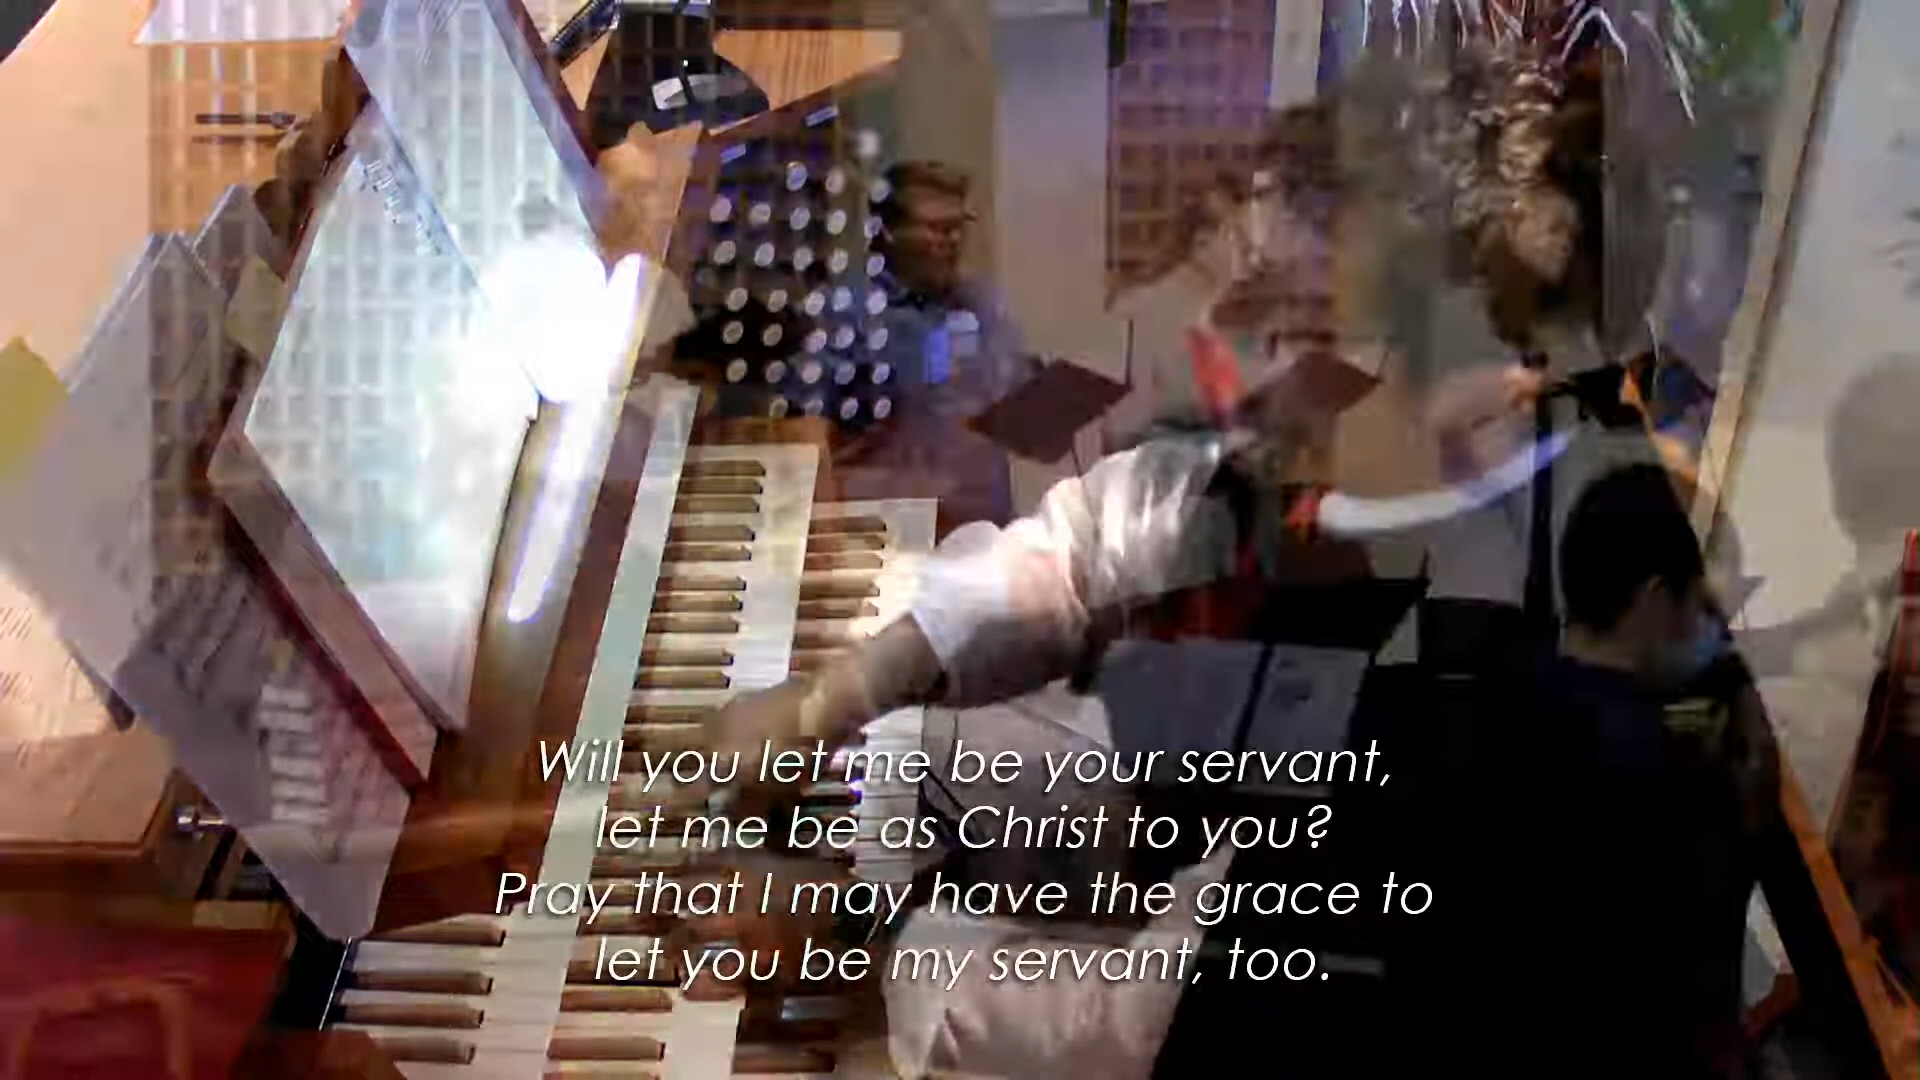 Will you let me be your servant,
let me be as Christ to you?
Pray that I may have the grace to
let you be my servant, too.